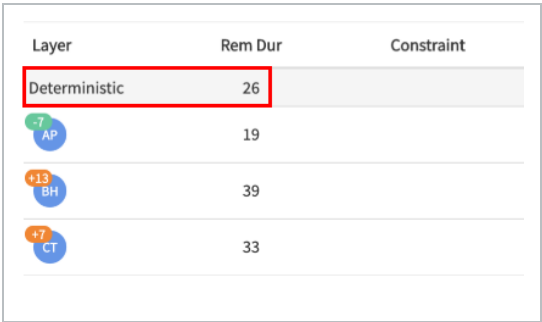 Layer Rem Dur Constraint
Deterministic 26
-7
AP 19
+13
BH 39
+7
CT 33